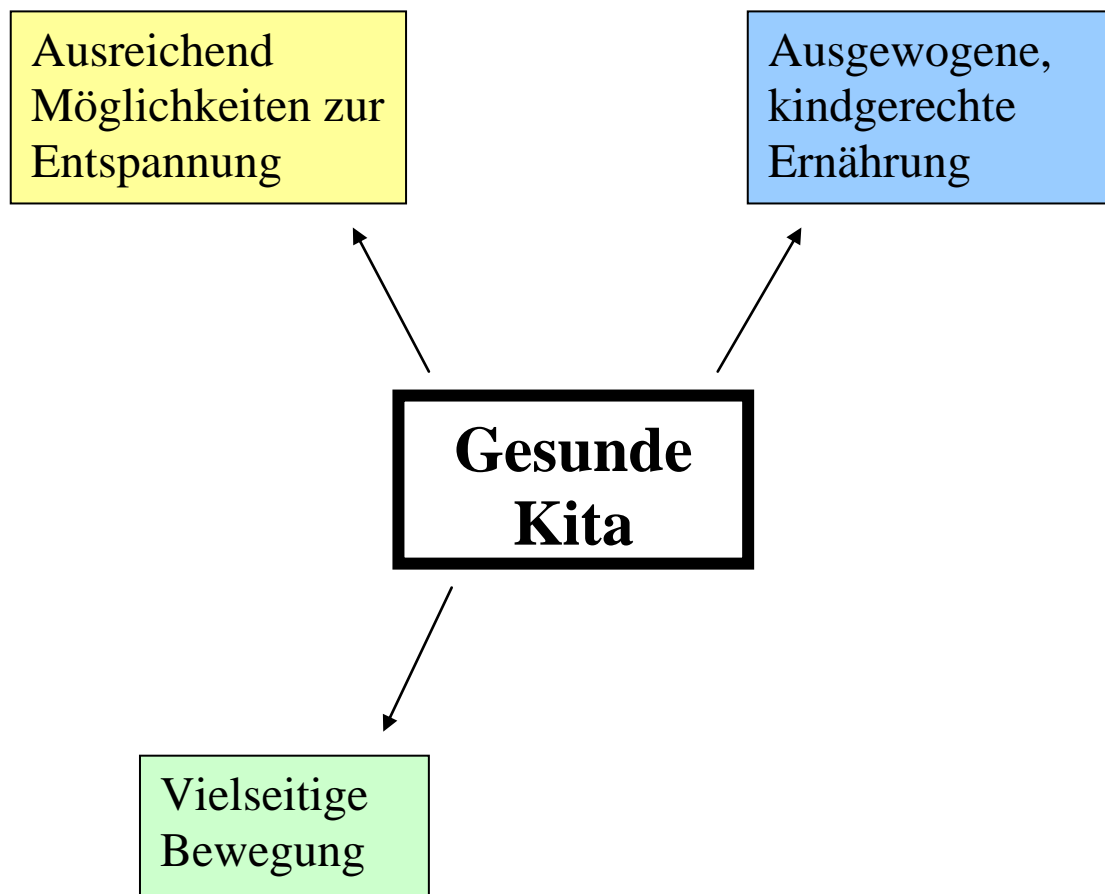 Ausreichend
Möglichkeiten zur
Entspannung
Ausgewogene,
kindgerechte
Ernährung
Gesunde
Kita
Vielseitige
Bewegung